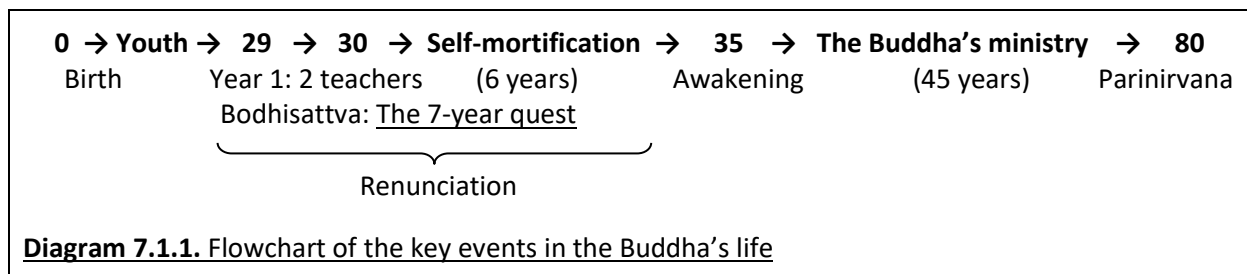 0 → Youth → 29 → 30 → Self-mortification → 35 → The Buddha’s ministry → 80
Birth Year 1: 2 teachers (6 years) Awakening (45 years) Parinirvana
Bodhisattva: The 7-year quest
Renunciation
Diagram 7.1.1. Flowchart of the key events in the Buddha’s life